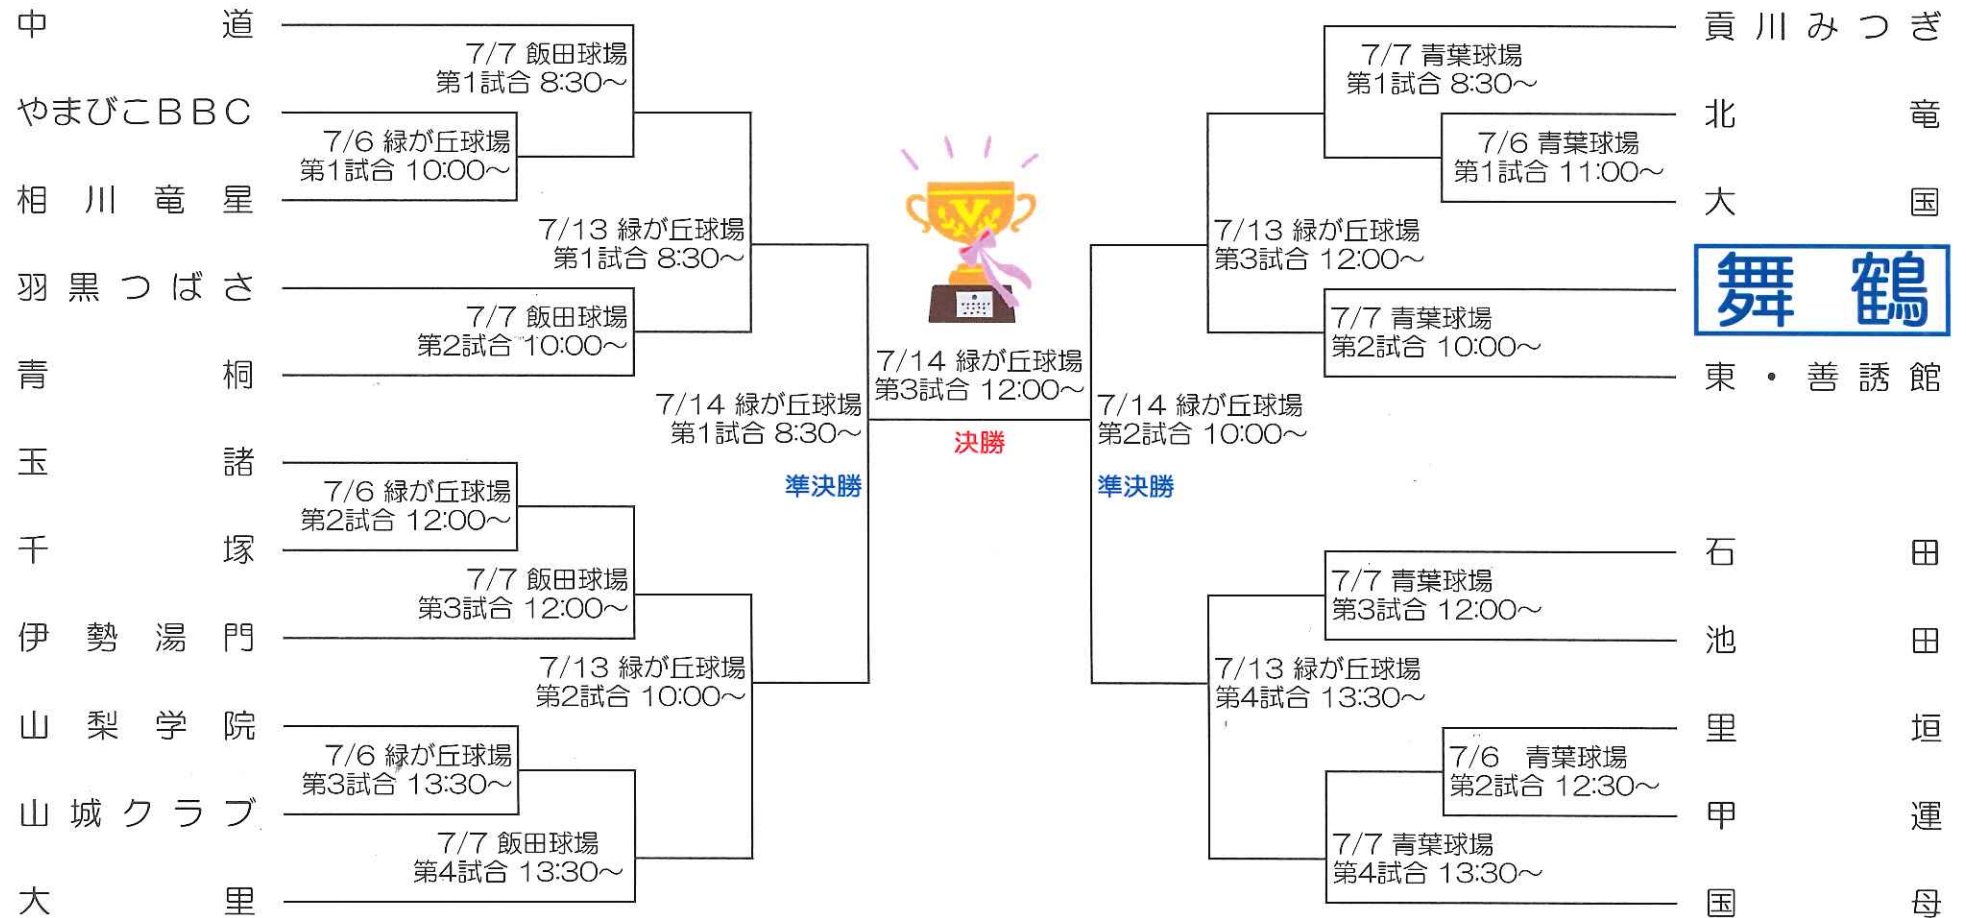 中道
7/7 飯田球場
第1試合 8:30～
やまびこBBC
7/6 緑が丘球場
第1試合 10:00～
相川竜星
7/13 緑が丘球場
第1試合 8:30～
羽黒つばさ
7/7 飯田球場
第2試合 10:00～
青桐
7/14 緑が丘球場
第1試合 8:30～
準決勝
玉諸
7/6 緑が丘球場
第2試合 12:00～
千塚
7/7 飯田球場
第3試合 12:00～
伊勢湯門
7/13 緑が丘球場
第2試合 10:00～
山梨学院
7/6 緑が丘球場
第3試合 13:30～
山城クラブ
7/7 飯田球場
第4試合 13:30～
大里
V
7/14 緑が丘球場
第3試合 12:00～
決勝
貢川みつぎ
7/7 青葉球場
第1試合 8:30～
北竜
7/6 青葉球場
第1試合 11:00～
大国
7/13 緑が丘球場
第3試合 12:00～
舞鶴
7/7 青葉球場
第2試合 10:00～
東・善誘館
7/14 緑が丘球場
第2試合 10:00～
準決勝
石田
7/7 青葉球場
第3試合 12:00～
池田
7/13 緑が丘球場
第4試合 13:30～
里垣
7/6 青葉球場
第2試合 12:30～
甲運
7/7 青葉球場
第4試合 13:30～
国母